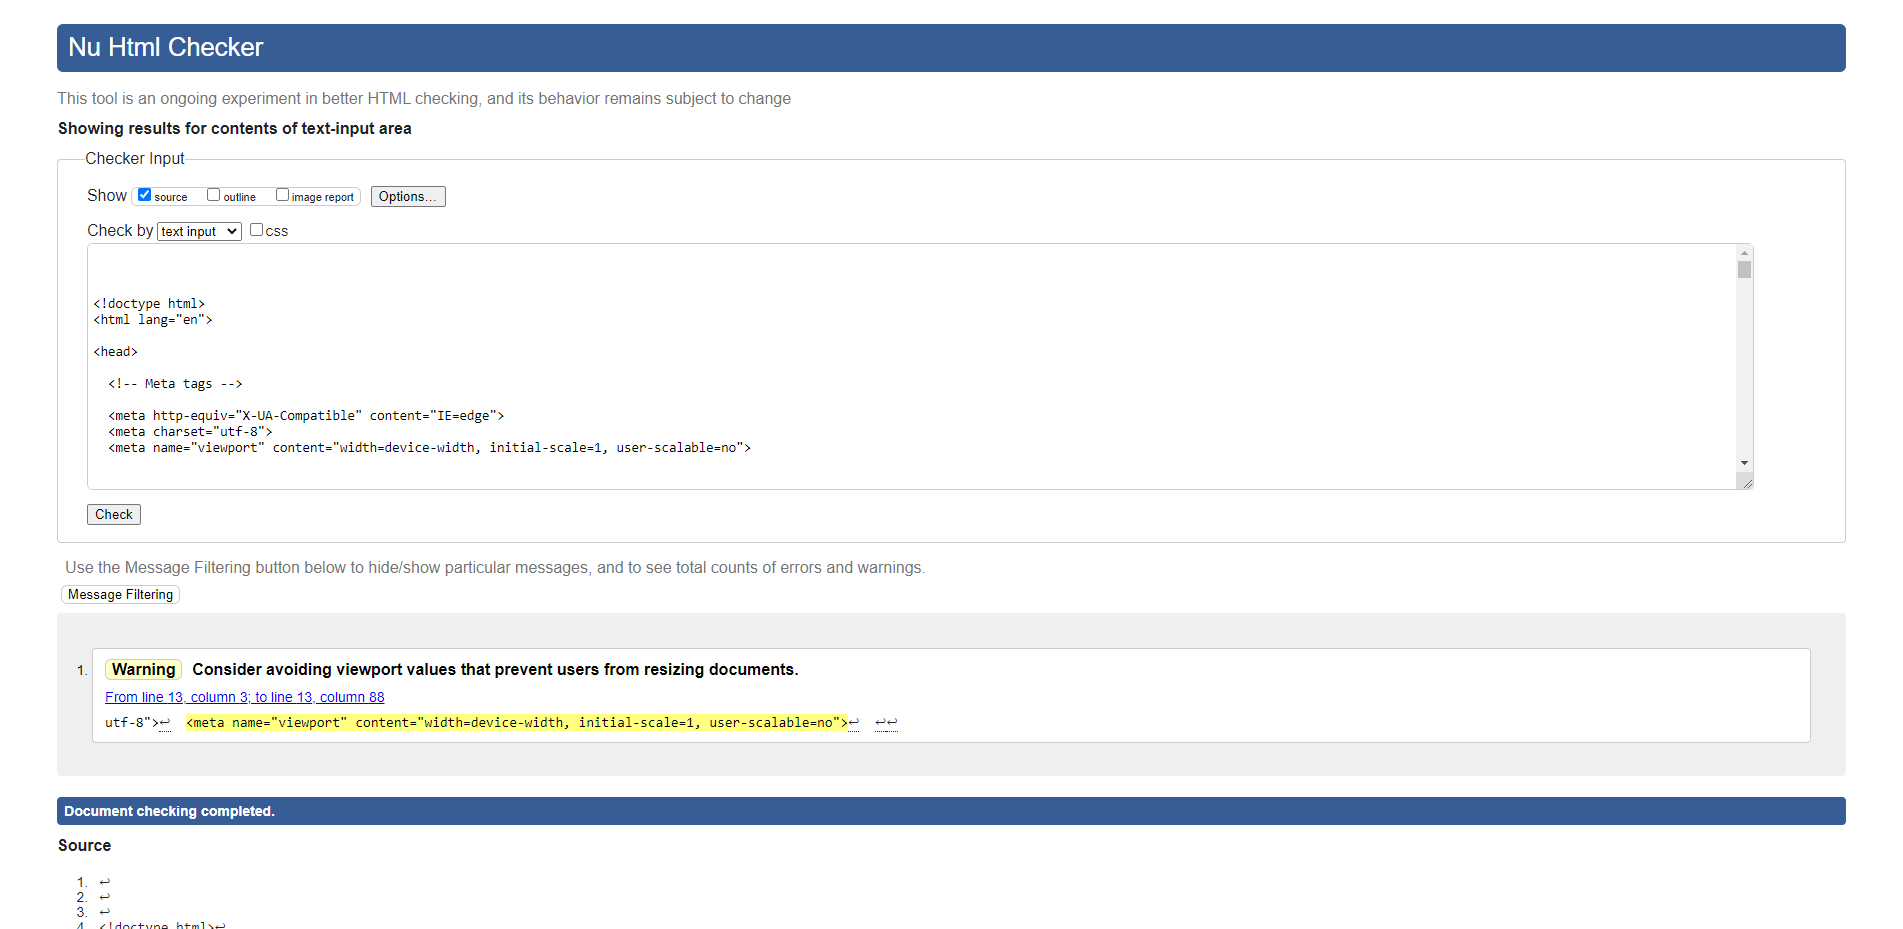 Nu Html Checker
This tool is an ongoing experiment in better HTML checking, and its behavior remains subject to change
Showing results for contents of text-input area
Checker Input
Show source outline image report Options...
Check by text input css
<!doctype html>
<html lang="en">
<head>
<!-- Meta tags -->
<meta http-equiv="X-UA-Compatible" content="IE=edge">
<meta charset="utf-8">
<meta name="viewport" content="width=device-width, initial-scale=1, user-scalable=no">
Check
Use the Message Filtering button below to hide/show particular messages, and to see total counts of errors and warnings.
Message Filtering
1. Warning Consider avoiding viewport values that prevent users from resizing documents.
From line 13, column 3; to line 13, column 88
utf-8">↩ <meta name="viewport" content="width=device-width, initial-scale=1, user-scalable=no">↩ ↩↩
Document checking completed.
Source
1. ↩
2. ↩
3. ↩
4. <!doctype html>↩